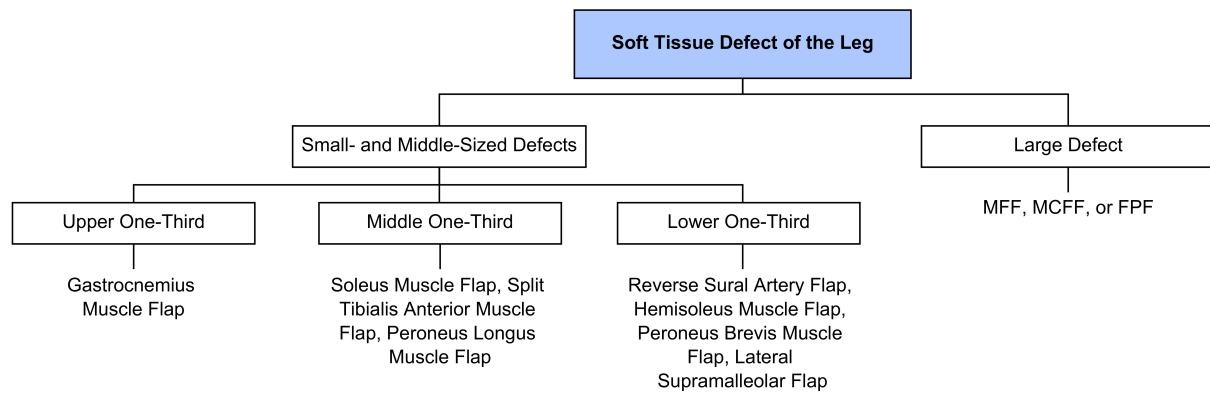 Soft Tissue Defect of the Leg
Small- and Middle-Sized Defects
Large Defect
Upper One-Third
Middle One-Third
Lower One-Third
MFF, MCFF, or FPF
Gastrocnemius
Muscle Flap
Soleus Muscle Flap, Split
Tibialis Anterior Muscle
Flap, Peroneus Longus
Muscle Flap
Reverse Sural Artery Flap,
Hemisoleus Muscle Flap,
Peroneus Brevis Muscle
Flap, Lateral
Supramalleolar Flap